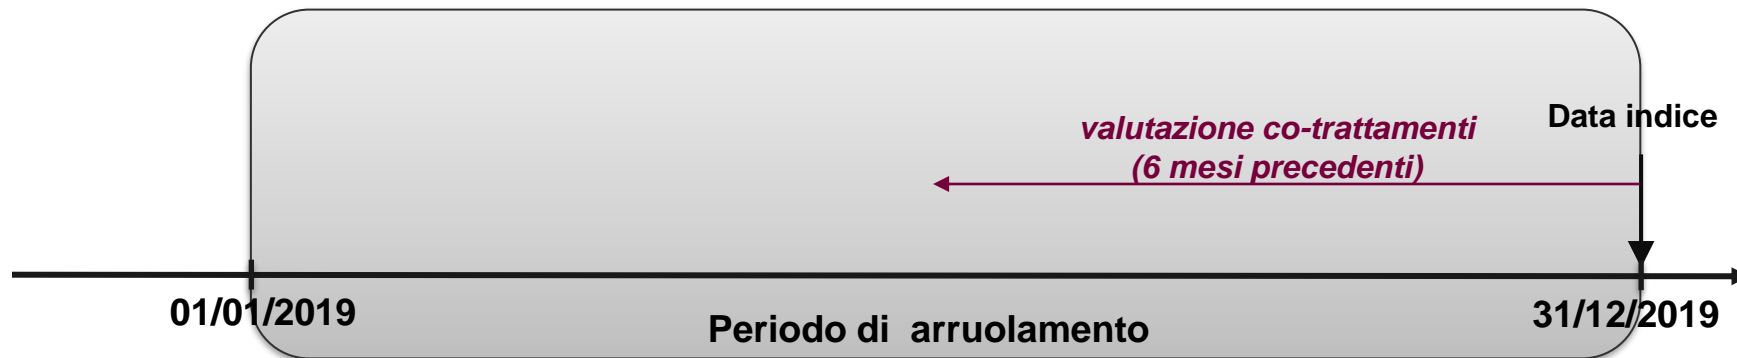 Data indice
valutazione co-trattamenti
(6 mesi precedenti)
01/01/2019
Periodo di arruolamento
31/12/2019